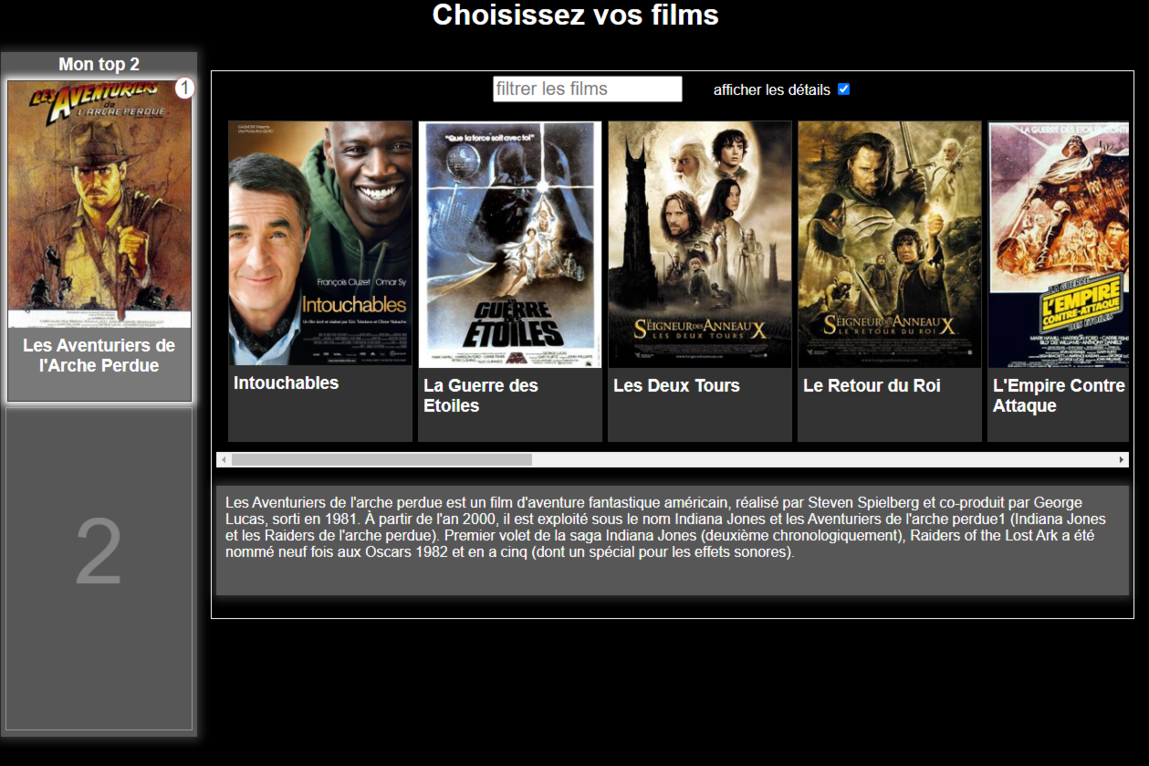 Choisissez vos films
Mon top 2
1
LES AVENTURIERS
de
L'ARCHE PERDUE
Les Aventuriers de
l'Arche Perdue
2
filtrer les films
afficher les détails
François Cluzet Omar Sy
Intouchables
Intouchables
"Que la force soit avec toi"
LA
GUERRE
DES
ETOILES
La Guerre des
Etoiles
LE
SEIGNEUR DES ANNEAUX
LES DEUX TOURS
Les Deux Tours
LE
SEIGNEUR DES ANNEAUX
LE RETOUR DU ROI
Le Retour du Roi
LA GUERRE DES ETOILES CONT
LA GUERRE
L'EMPIRE
CONTRE-ATTAQUE
DES ETOILES
L'Empire Contre
Attaque
Les Aventuriers de l'arche perdue est un film d'aventure fantastique américain, réalisé par Steven Spielberg et co-produit par George
Lucas, sorti en 1981. À partir de l'an 2000, il est exploité sous le nom Indiana Jones et les Aventuriers de l'arche perdue1 (Indiana Jones
et les Raiders de l'arche perdue). Premier volet de la saga Indiana Jones (deuxième chronologiquement), Raiders of the Lost Ark a été
nommé neuf fois aux Oscars 1982 et en a cinq (dont un spécial pour les effets sonores).